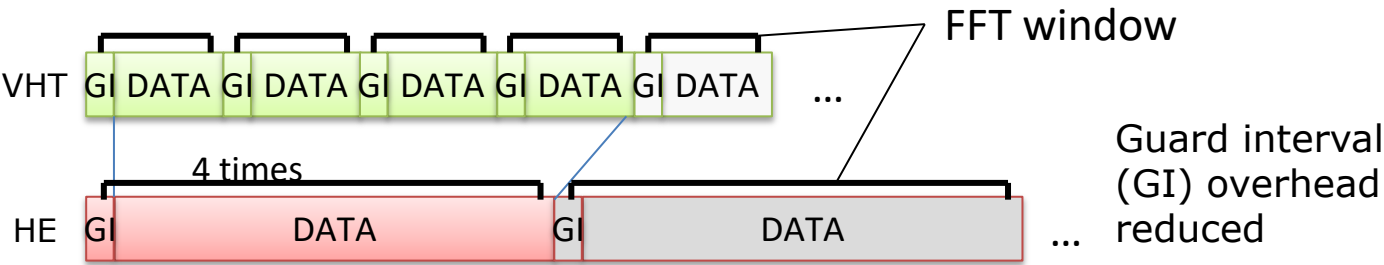 FFT window
VHT GI DATA GI DATA GI DATA GI DATA GI DATA ...
4 times
HE GI DATA GI DATA ...
Guard interval
(GI) overhead
reduced